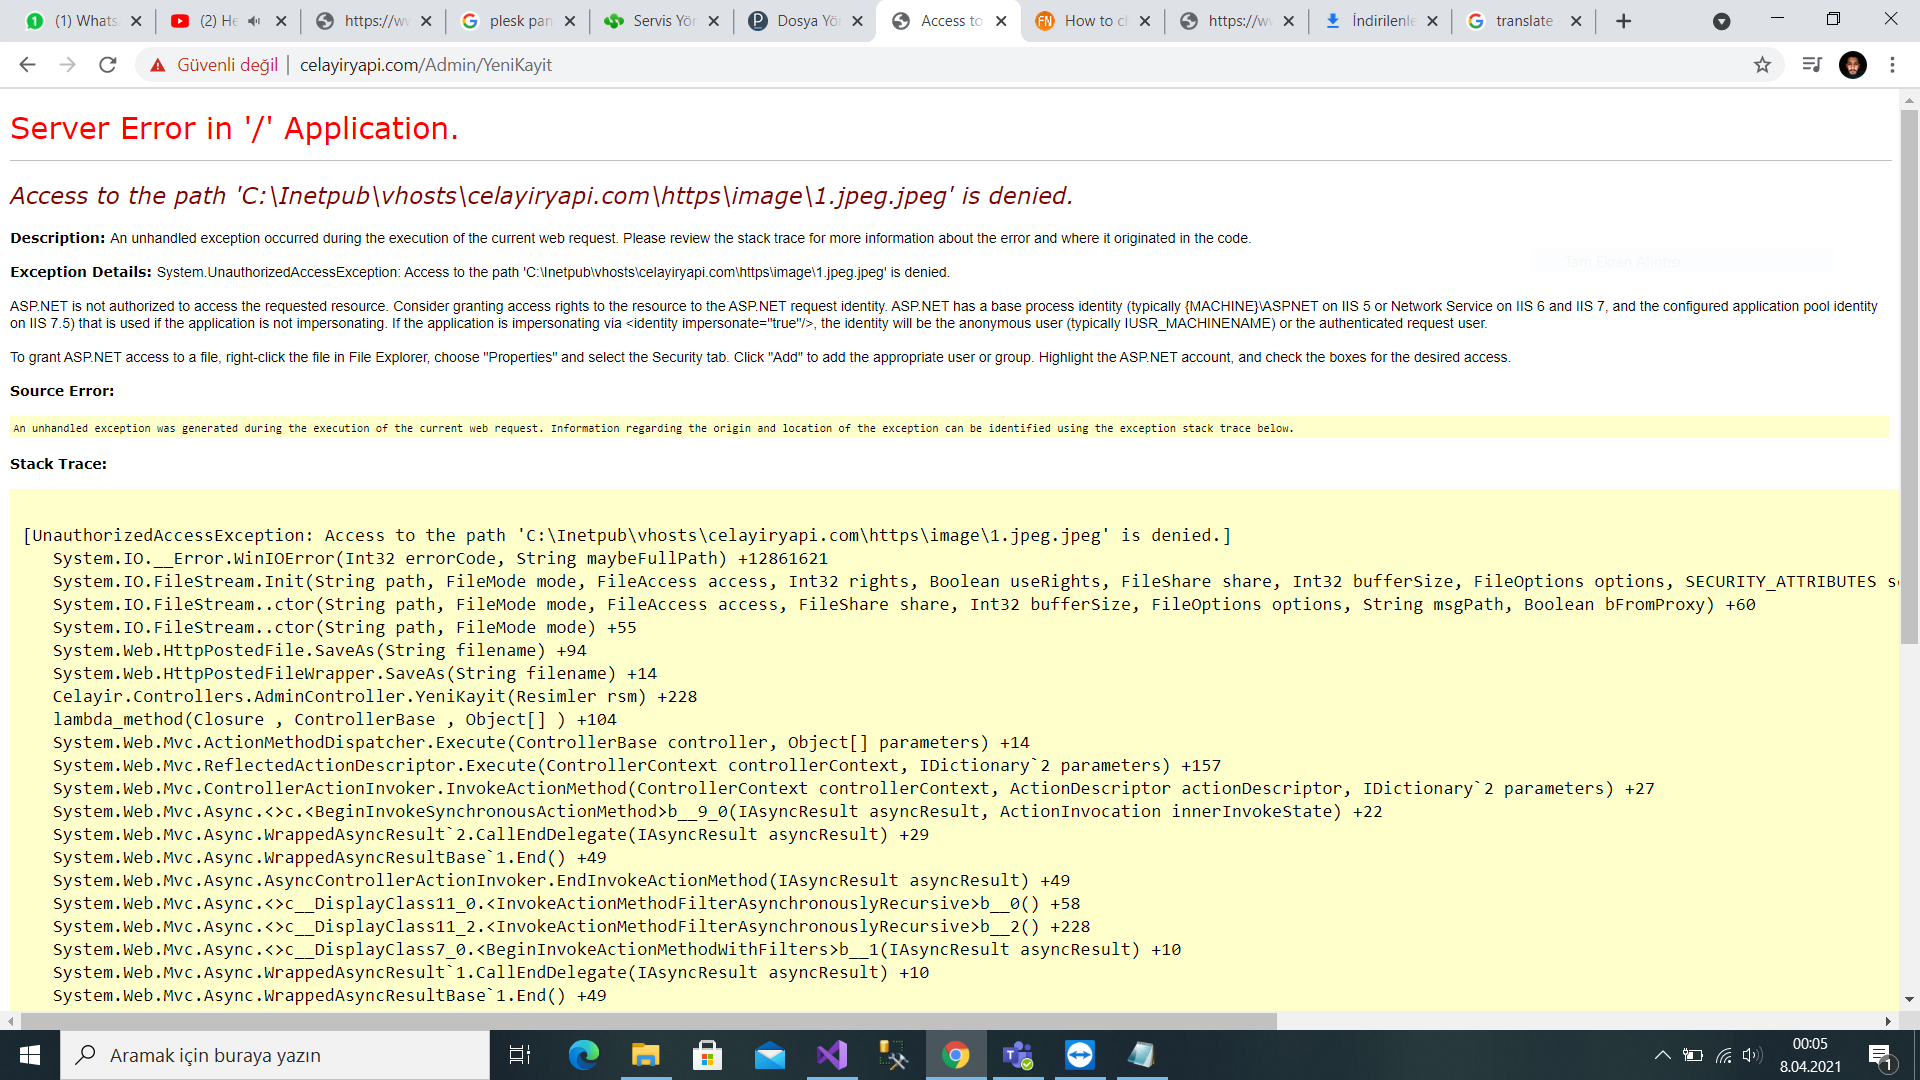 (1) Whats
(2) He
https://ww
plesk pan
Servis Yör
Dosya Yö
Access to
How to c
https://ww
İndirilenle
translate
Güvenli değil
celayiryapi.com/Admin/YeniKayit
Server Error in '/' Application.
Access to the path 'C:\Inetpub\vhosts\celayiryapi.com\https\image\1.jpeg.jpeg' is denied.
Description: An unhandled exception occurred during the execution of the current web request. Please review the stack trace for more information about the error and where it originated in the code.
Exception Details: System.UnauthorizedAccessException: Access to the path 'C:\Inetpub\vhosts\celayiryapi.com\https\image\1.jpeg.jpeg' is denied.
ASP.NET is not authorized to access the requested resource. Consider granting access rights to the resource to the ASP.NET request identity. ASP.NET has a base process identity (typically {MACHINE}\ASPNET on IIS 5 or Network Service on IIS 6 and IIS 7, and the configured application pool identity
on IIS 7.5) that is used if the application is not impersonating. If the application is impersonating via <identity impersonate="true"/>, the identity will be the anonymous user (typically IUSR_MACHINENAME) or the authenticated request user.
To grant ASP.NET access to a file, right-click the file in File Explorer, choose "Properties" and select the Security tab. Click "Add" to add the appropriate user or group. Highlight the ASP.NET account, and check the boxes for the desired access.
Source Error:
An unhandled exception was generated during the execution of the current web request. Information regarding the origin and location of the exception can be identified using the exception stack trace below.
Stack Trace:
[UnauthorizedAccessException: Access to the path 'C:\Inetpub\vhosts\celayiryapi.com\https\image\1.jpeg.jpeg' is denied.]
System.IO.__Error.WinIOError(Int32 errorCode, String maybeFullPath) +12861621
System.IO.FileStream.Init(String path, FileMode mode, FileAccess access, Int32 rights, Boolean useRights, FileShare share, Int32 bufferSize, FileOptions options, SECURITY_ATTRIBUTES s
System.IO.FileStream..ctor(String path, FileMode mode, FileAccess access, FileShare share, Int32 bufferSize, FileOptions options, String msgPath, Boolean bFromProxy) +60
System.IO.FileStream..ctor(String path, FileMode mode) +55
System.Web.HttpPostedFile.SaveAs(String filename) +94
System.Web.HttpPostedFileWrapper.SaveAs(String filename) +14
Celayir.Controllers.AdminController.YeniKayit(Resimler rsm) +228
lambda_method(Closure , ControllerBase , Object[] ) +104
System.Web.Mvc.ActionMethodDispatcher.Execute(ControllerBase controller, Object[] parameters) +14
System.Web.Mvc.ReflectedActionDescriptor.Execute(ControllerContext controllerContext, IDictionary`2 parameters) +157
System.Web.Mvc.ControllerActionInvoker.InvokeActionMethod(ControllerContext controllerContext, ActionDescriptor actionDescriptor, IDictionary`2 parameters) +27
System.Web.Mvc.Async.<>c.<BeginInvokeSynchronousActionMethod>b__9_0(IAsyncResult asyncResult, ActionInvocation innerInvokeState) +22
System.Web.Mvc.Async.WrappedAsyncResult`2.CallEndDelegate(IAsyncResult asyncResult) +29
System.Web.Mvc.Async.WrappedAsyncResultBase`1.End() +49
System.Web.Mvc.Async.AsyncControllerActionInvoker.EndInvokeActionMethod(IAsyncResult asyncResult) +49
System.Web.Mvc.Async.<>c__DisplayClass11_0.<InvokeActionMethodFilterAsynchronouslyRecursive>b__0() +58
System.Web.Mvc.Async.<>c__DisplayClass11_2.<InvokeActionMethodFilterAsynchronouslyRecursive>b__2() +228
System.Web.Mvc.Async.<>c__DisplayClass7_0.<BeginInvokeActionMethodWithFilters>b__1(IAsyncResult asyncResult) +10
System.Web.Mvc.Async.WrappedAsyncResult`1.CallEndDelegate(IAsyncResult asyncResult) +10
System.Web.Mvc.Async.WrappedAsyncResultBase`1.End() +49
Aramak için buraya yazın
00:05
8.04.2021
1